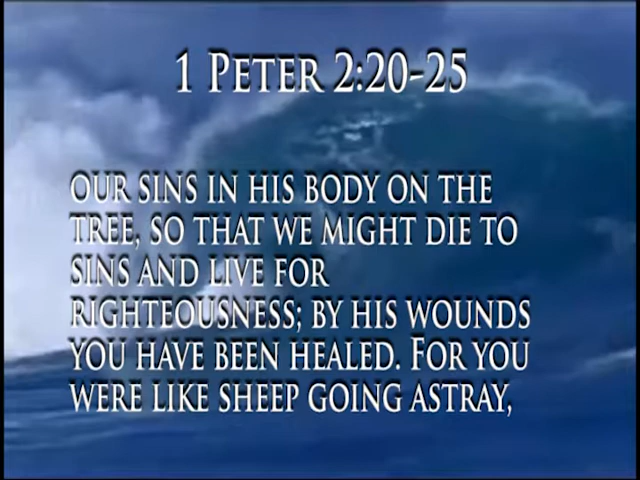 1 PETER 2:20-25
OUR SINS IN HIS BODY ON THE
TREE, SO THAT WE MIGHT DIE TO
SINS AND LIVE FOR
RIGHTEOUSNESS; BY HIS WOUNDS
YOU HAVE BEEN HEALED. FOR YOU
WERE LIKE SHEEP GOING ASTRAY,